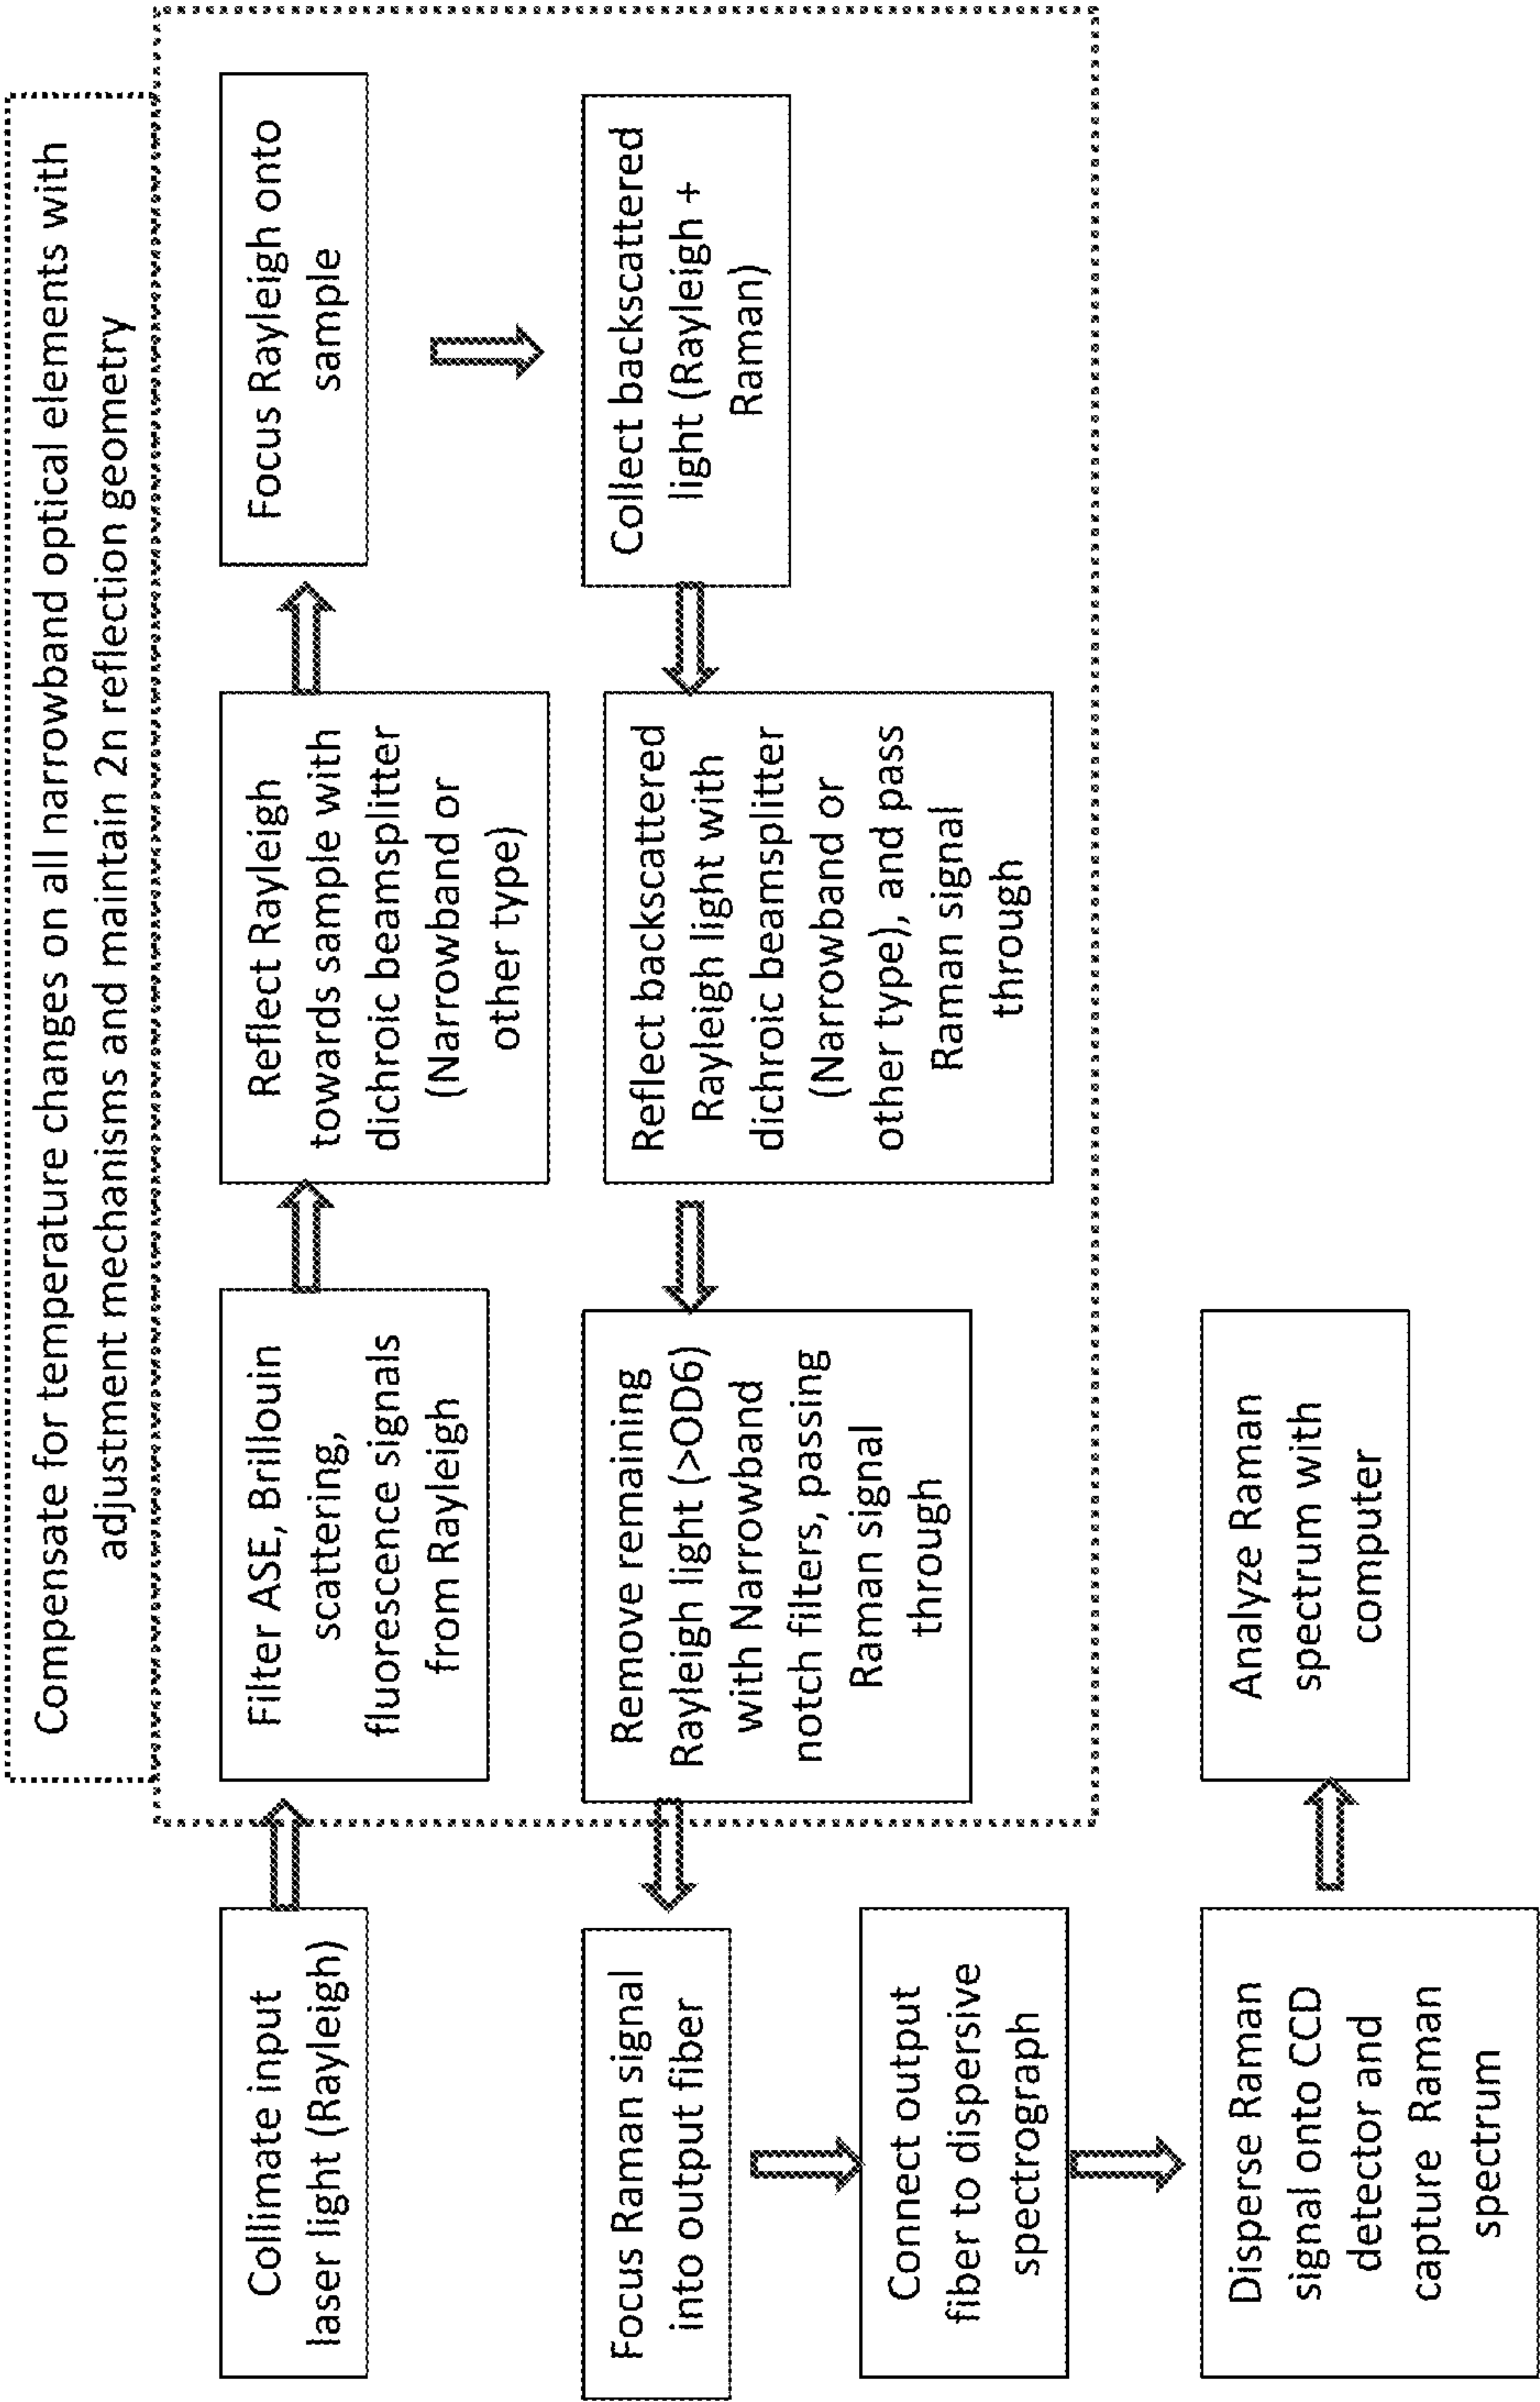 Compensate for temperature changes on all narrowband optical elements with
adjustment mechanisms and maintain 2n reflection geometry
Collimate input
laser light (Rayleigh)
Filter ASE, Brillouin
scattering,
fluorescence signals
from Rayleigh
Reflect Rayleigh
towards sample with
dichroic beamsplitter
(Narrowband or
other type)
Focus Rayleigh onto
sample
Collect backscattered
light (Rayleigh +
Raman)
Reflect backscattered
Rayleigh light with
dichroic beamsplitter
(Narrowband or
other type), and pass
Raman signal
through
Remove remaining
Rayleigh light (>OD6)
with Narrowband
notch filters, passing
Raman signal
through
Focus Raman signal
into output fiber
Connect output
fiber to dispersive
spectrograph
Disperse Raman
signal onto CCD
detector and
capture Raman
spectrum
Analyze Raman
spectrum with
computer